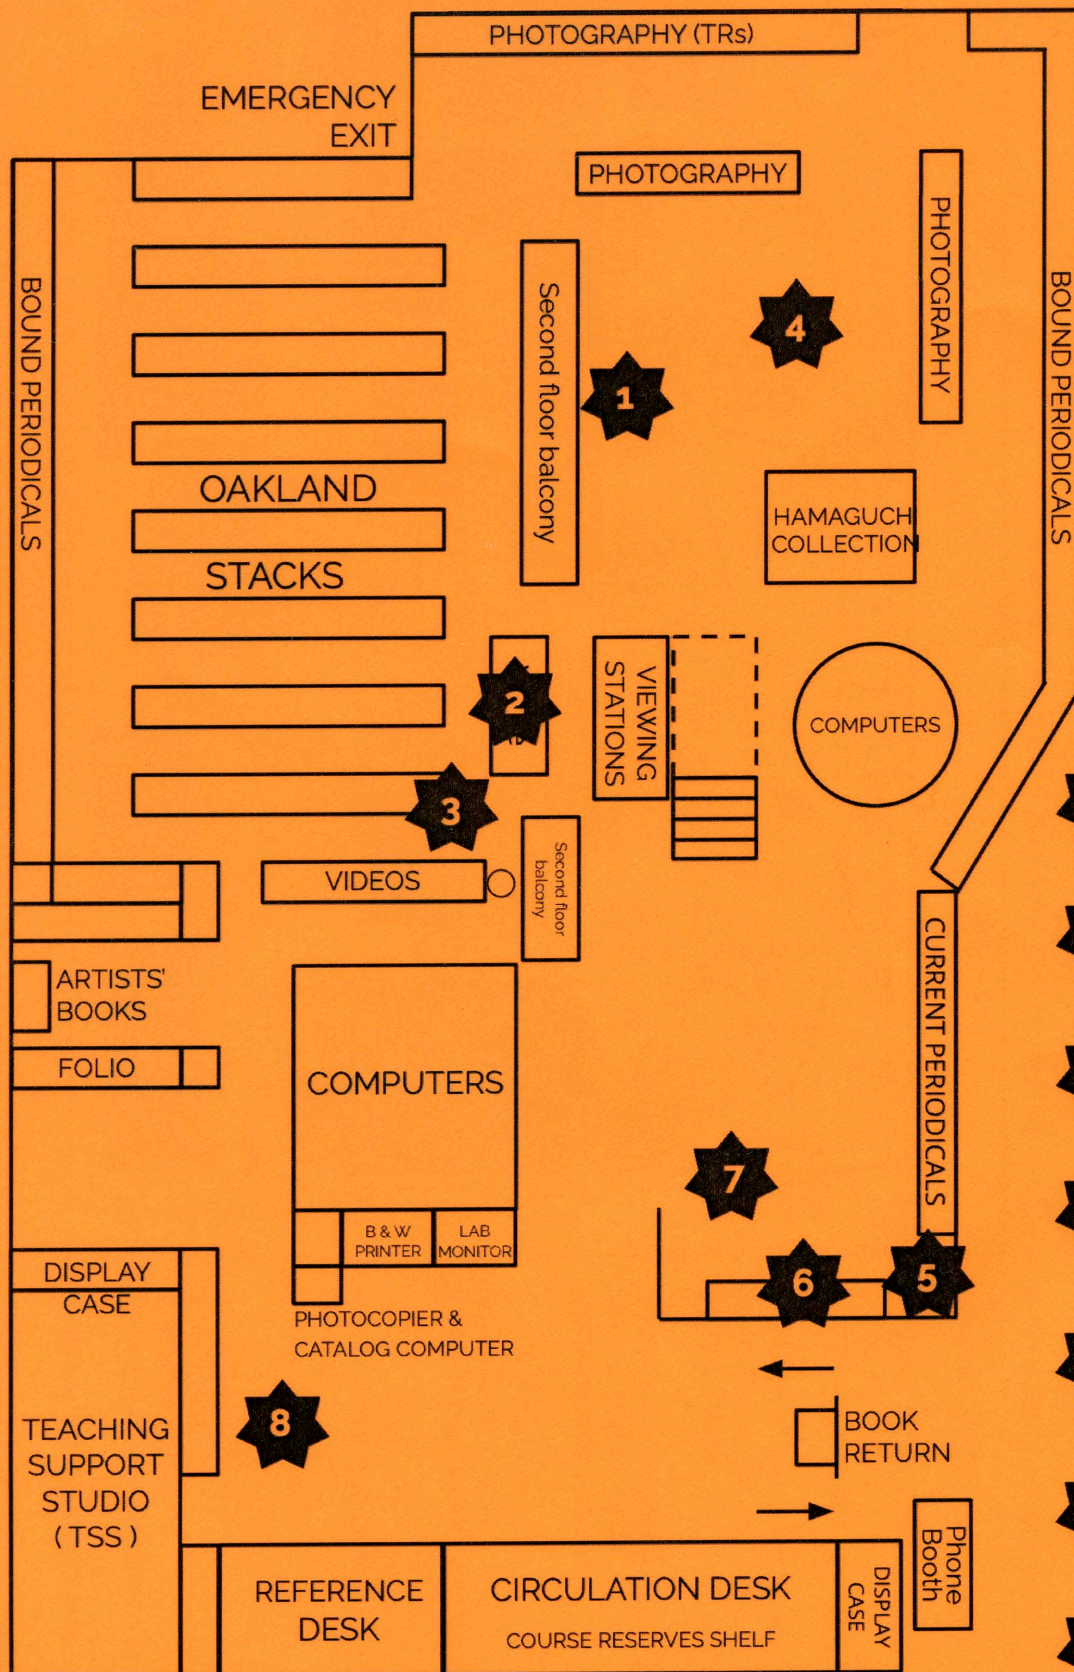 PHOTOGRAPHY (TRs)
EMERGENCY
EXIT
PHOTOGRAPHY
PHOTOGRAPHY
BOUND PERIODICALS
BOUND PERIODICALS
Second floor balcony
4
1
OAKLAND
STACKS
HAMAGUCH
COLLECTION
VIEWING
STATIONS
2
COMPUTERS
3
VIDEOS
Second floor
balcony
ARTISTS'
BOOKS
FOLIO
COMPUTERS
CURRENT PERIODICALS
7
B & W
PRINTER
LAB
MONITOR
DISPLAY
CASE
6
5
PHOTOCOPIER &
CATALOG COMPUTER
8
TEACHING
SUPPORT
STUDIO
( TSS )
BOOK
RETURN
Phone
Booth
REFERENCE
DESK
CIRCULATION DESK
COURSE RESERVES SHELF
DISPLAY
CASE